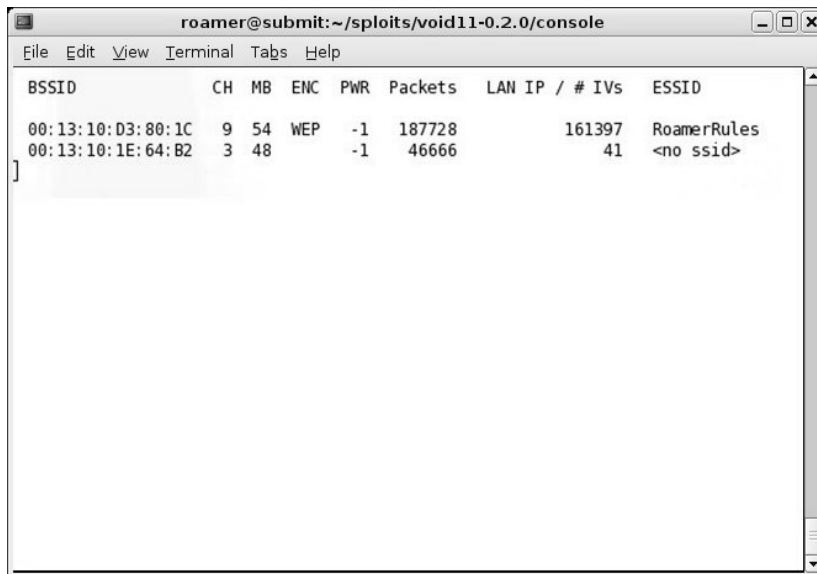 roamer@submit:~/sploits/void11-0.2.0/console
File Edit View Terminal Tabs Help
BSSID CH MB ENC PWR Packets LAN IP / # IVs ESSID
00:13:10:D3:80:1C 9 54 WEP -1 187728 161397 RoamerRules
00:13:10:1E:64:B2 3 48 -1 46666 41 <no ssid>
]